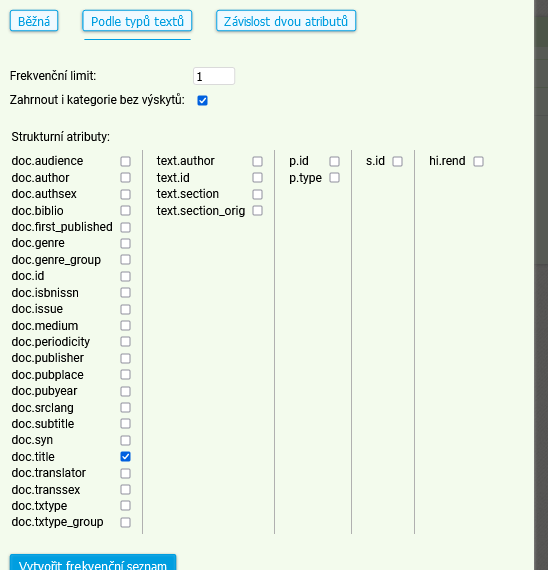 Běžná Podle typů textů Závislost dvou atributů
Frekvenční limit: 1
Zahrnout i kategorie bez výskytů:
Strukturní atributy:
doc.audience text.author p.id s.id hi.rend
doc.author text.id p.type
doc.authsex text.section
doc.biblio text.section_orig
doc.first_published
doc.genre
doc.genre_group
doc.id
doc.isbnissn
doc.issue
doc.medium
doc.periodicity
doc.publisher
doc.pubplace
doc.pubyear
doc.srclang
doc.subtitle
doc.syn
doc.title
doc.translator
doc.transsex
doc.txtype
doc.txtype_group
Vytvořit frekvenční seznam